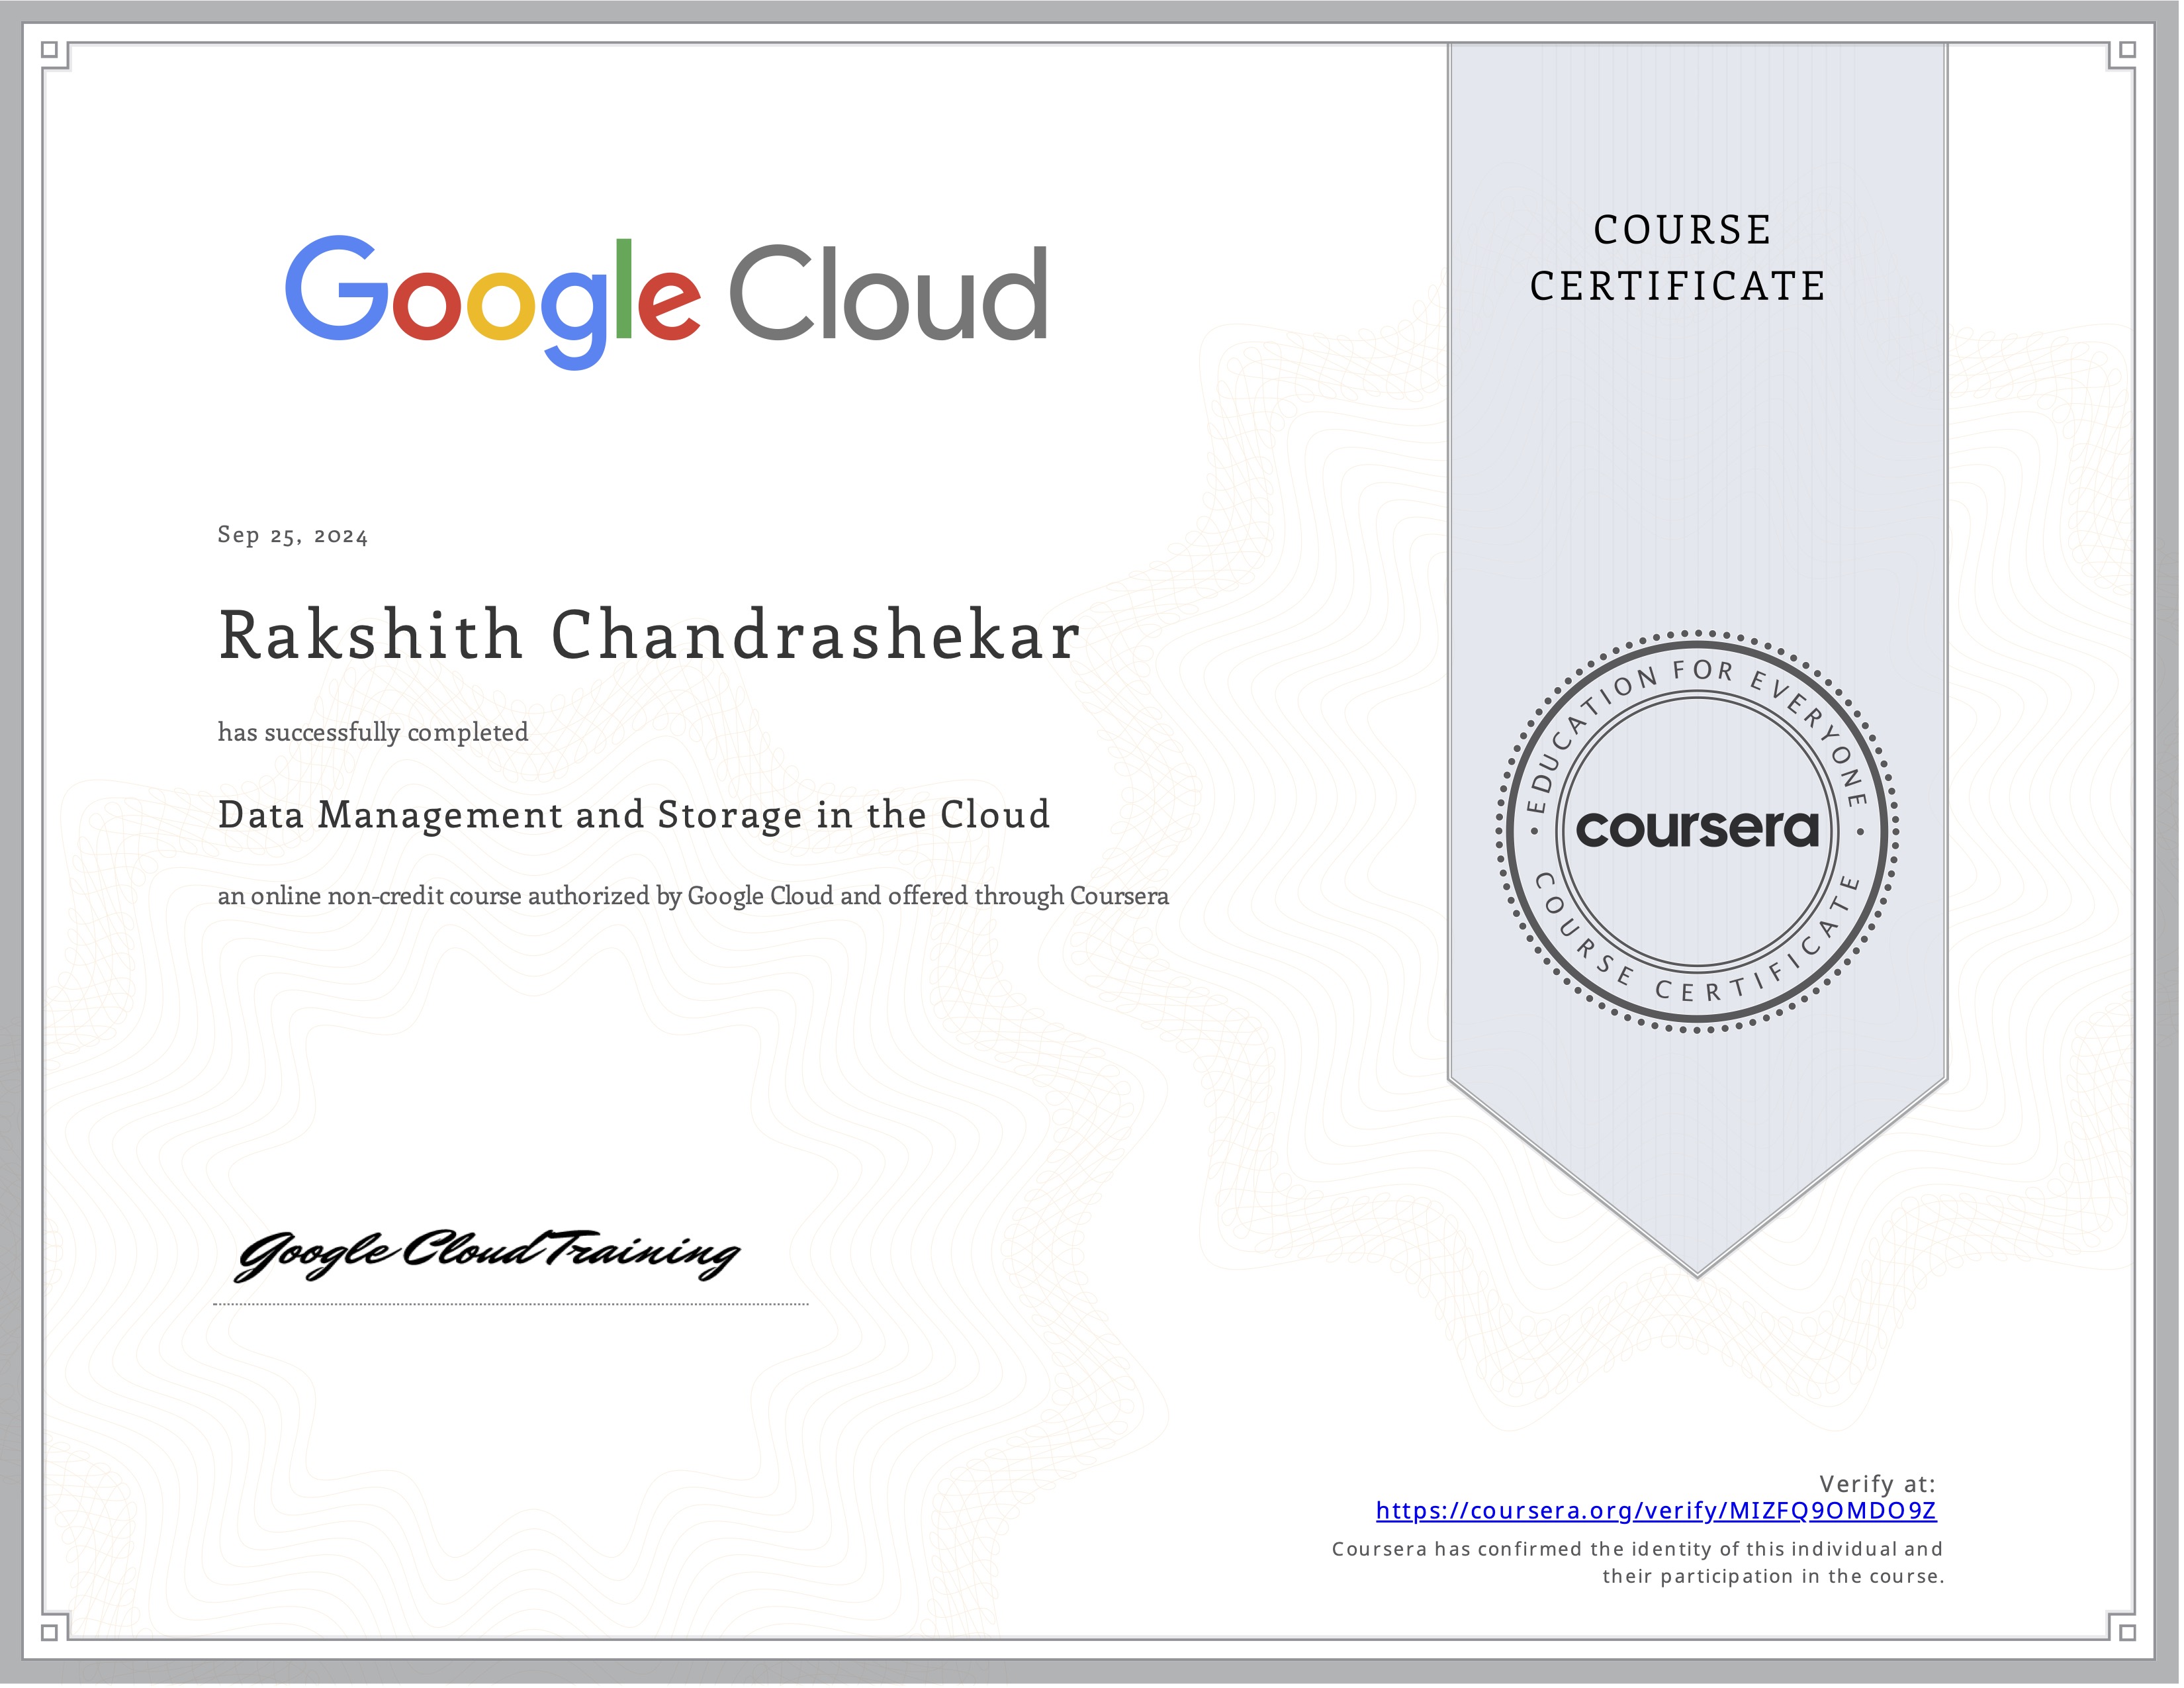 Google Cloud
COURSE
CERTIFICATE
Sep 25, 2024
Rakshith Chandrashekar
has successfully completed
Data Management and Storage in the Cloud
an online non-credit course authorized by Google Cloud and offered through Coursera
EDUCATION FOR EVERYONE
coursera
COURSE CERTIFICATE
Google Cloud Training
Verify at:
https://coursera.org/verify/MIZFQ9OMDO9Z
Coursera has confirmed the identity of this individual and
their participation in the course.